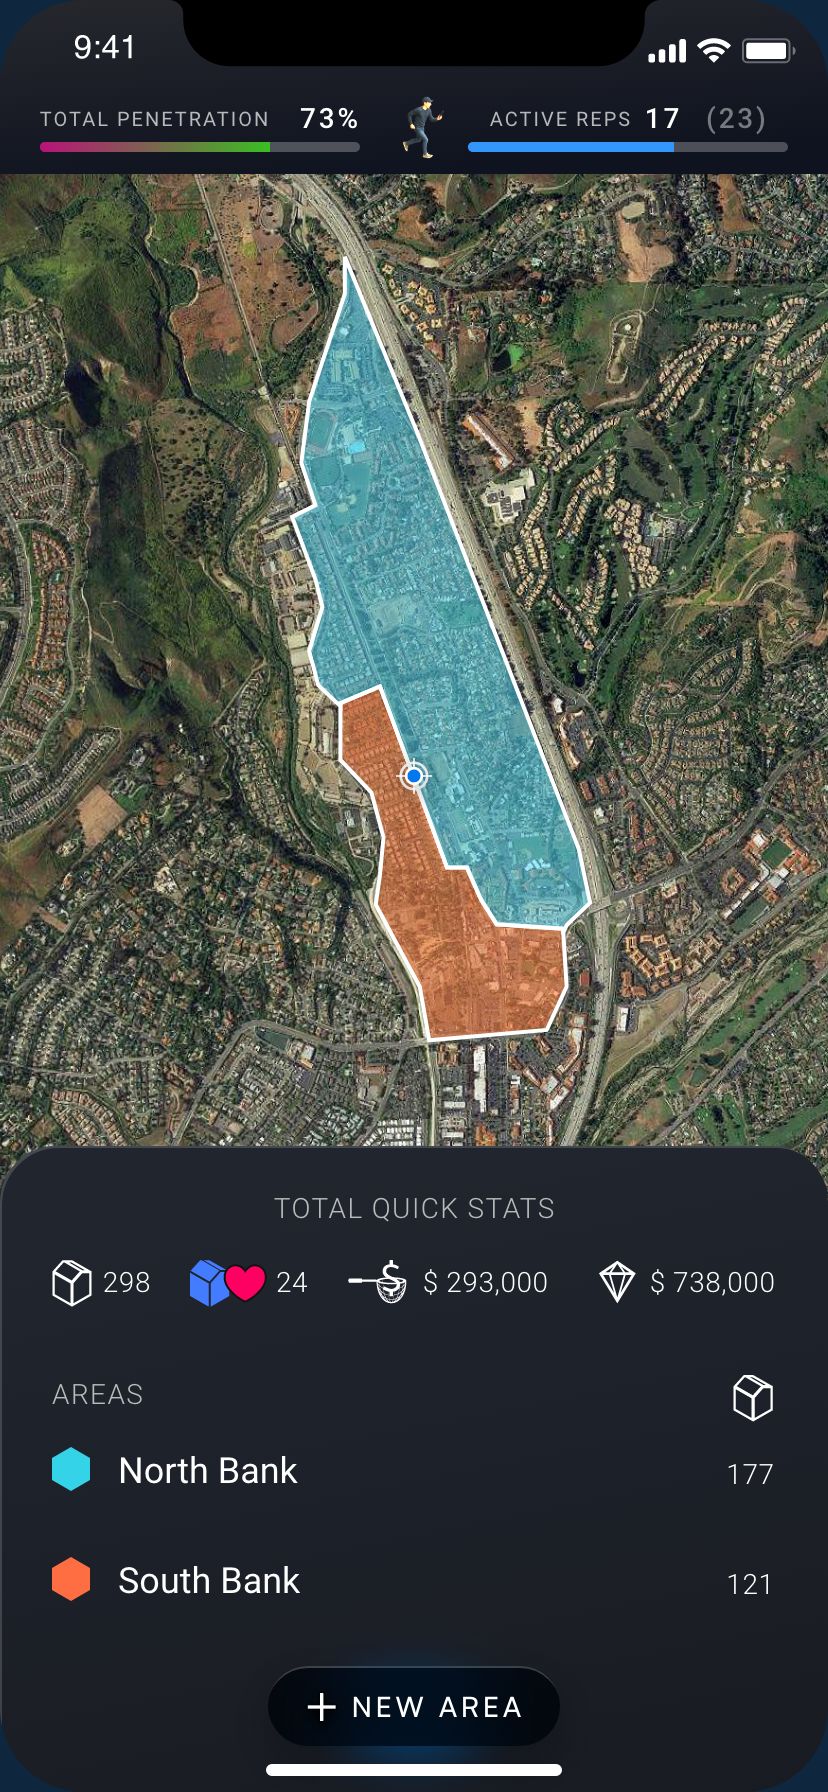 9:41
TOTAL PENETRATION 73% ACTIVE REPS 17 (23)
TOTAL QUICK STATS
298 24 $ 293,000 $ 738,000
AREAS
North Bank 177
South Bank 121
+ NEW AREA